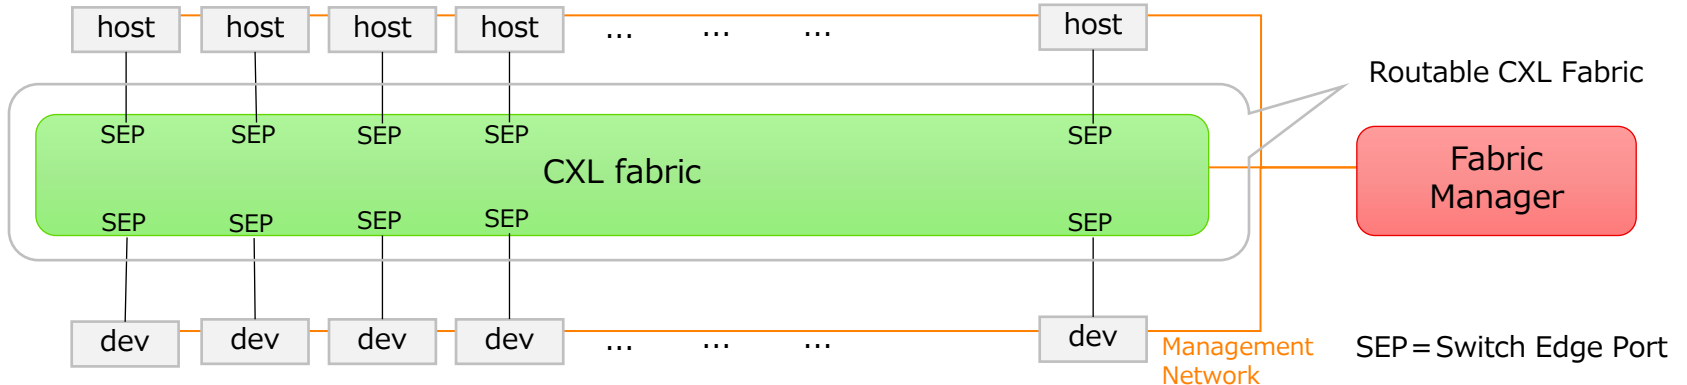 host host host host ... ... ... host
Routable CXL Fabric
SEP SEP SEP SEP SEP
CXL fabric
Fabric
Manager
SEP SEP SEP SEP SEP
dev dev dev dev ... ... ... dev
Management
Network
SEP=Switch Edge Port